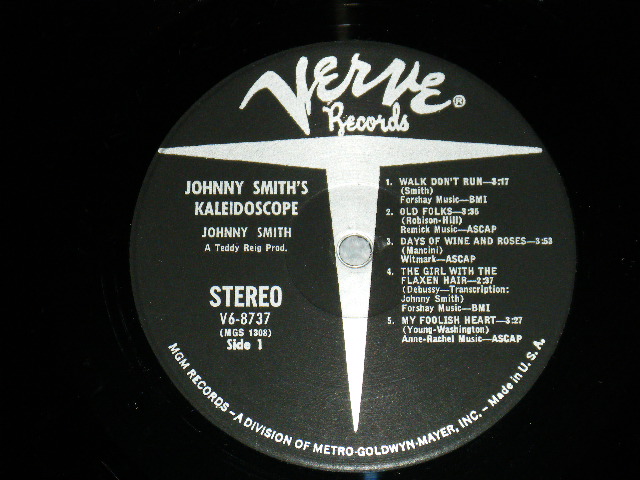 VERVE®
Records
JOHNNY SMITH'S
KALEIDOSCOPE
JOHNNY SMITH
A Teddy Reig Prod.
STEREO
V6-8737
(MGS 1308)
Side 1
1. WALK DON'T RUN—3:17
(Smith)
Forshay Music—BMI
2. OLD FOLKS—3:35
(Robison-Hill)
Remick Music—ASCAP
3. DAYS OF WINE AND ROSES—3:53
(Mancini)
Witmark—ASCAP
4. THE GIRL WITH THE
FLAXEN HAIR—2:37
(Debussy—Transcription:
Johnny Smith)
Forshay Music—BMI
5. MY FOOLISH HEART—3:27
(Young-Washington)
Anne-Rachel Music—ASCAP
MGM RECORDS—A DIVISION OF METRO-GOLDWYN-MAYER, INC.—Made in U.S.A.